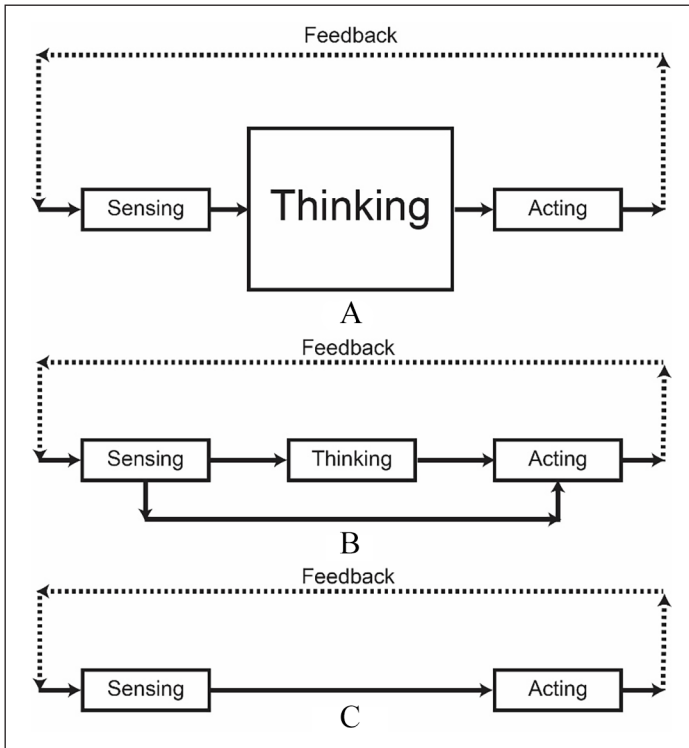 Feedback
Sensing
Thinking
Acting
A
Feedback
Sensing
Thinking
Acting
B
Feedback
Sensing
Acting
C